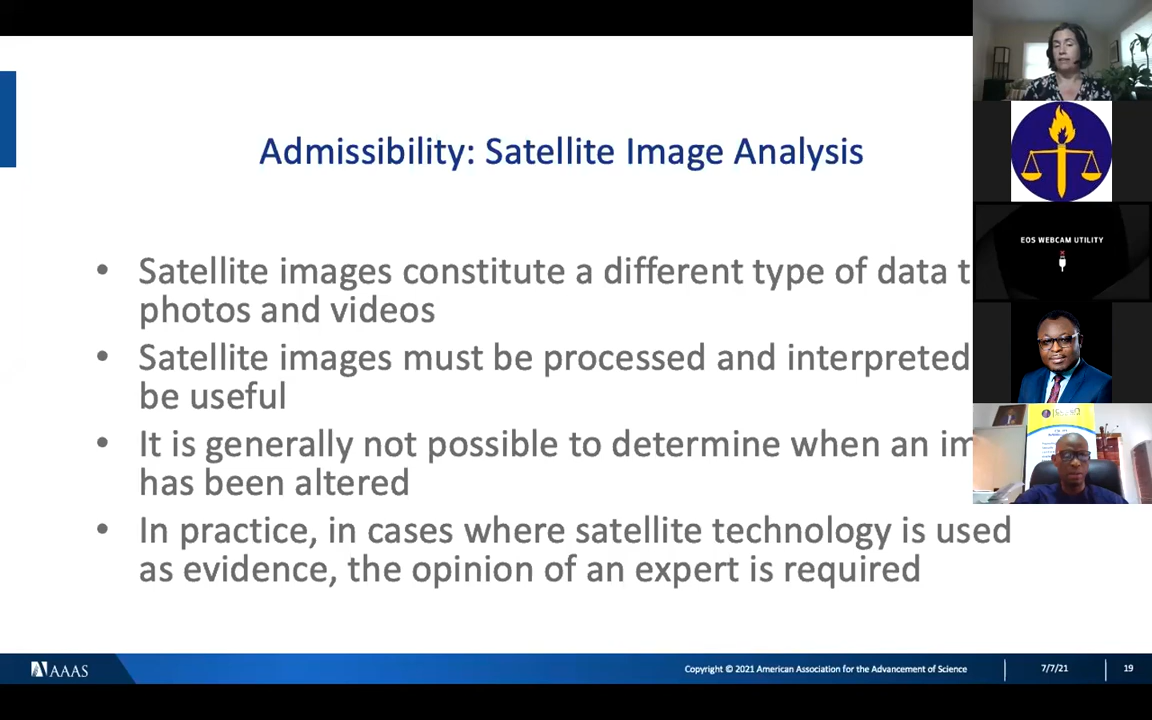 Admissibility: Satellite Image Analysis
• Satellite images constitute a different type of data
photos and videos
• Satellite images must be processed and interpreted
be useful
• It is generally not possible to determine when an
has been altered
• In practice, in cases where satellite technology is used
as evidence, the opinion of an expert is required
EOS WEBCAM UTILITY
AAAS
Copyright © 2021 American Association for the Advancement of Science
7/7/21
19